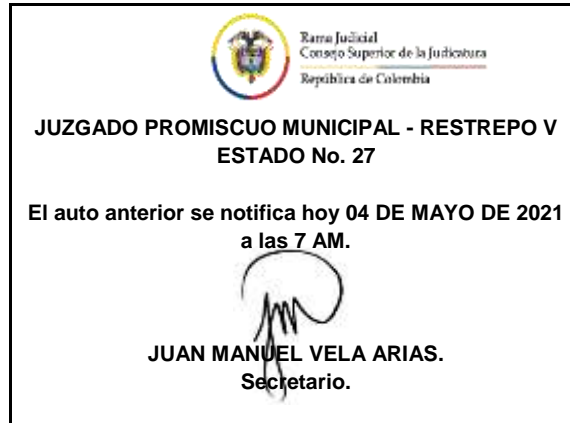 Rama Judicial
Consejo Superior de la Judicatura
República de Colombia
JUZGADO PROMISCUO MUNICIPAL - RESTREPO V
ESTADO No. 27
El auto anterior se notifica hoy 04 DE MAYO DE 2021
a las 7 AM.
JUAN MANUEL VELA ARIAS.
Secretario.